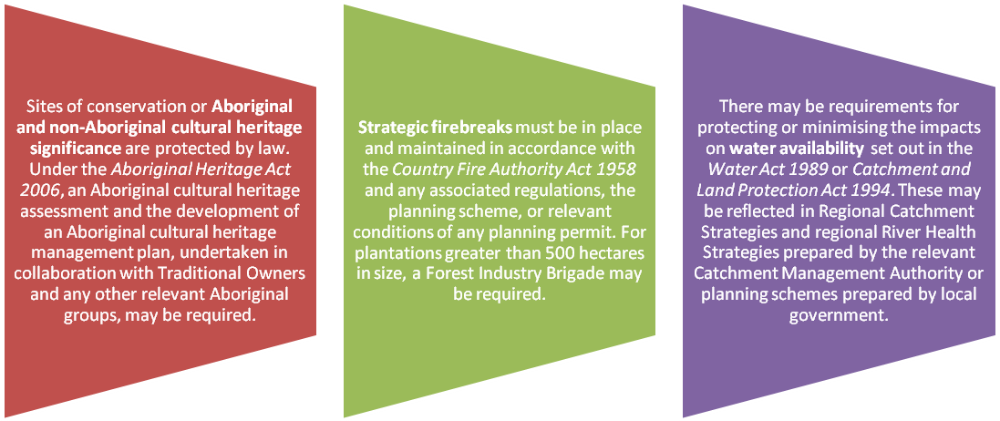 Sites of conservation or Aboriginal
and non-Aboriginal cultural heritage
significance are protected by law.
Under the Aboriginal Heritage Act
2006, an Aboriginal cultural heritage
assessment and the development of
an Aboriginal cultural heritage
management plan, undertaken in
collaboration with Traditional Owners
and any other relevant Aboriginal
groups, may be required.
Strategic firebreaks must be in place
and maintained in accordance with
the Country Fire Authority Act 1958
and any associated regulations, the
planning scheme, or relevant
conditions of any planning permit. For
plantations greater than 500 hectares
in size, a Forest Industry Brigade may
be required.
There may be requirements for
protecting or minimising the impacts
on water availability set out in the
Water Act 1989 or Catchment and
Land Protection Act 1994. These may
be reflected in Regional Catchment
Strategies and regional River Health
Strategies prepared by the relevant
Catchment Management Authority or
planning schemes prepared by local
government.